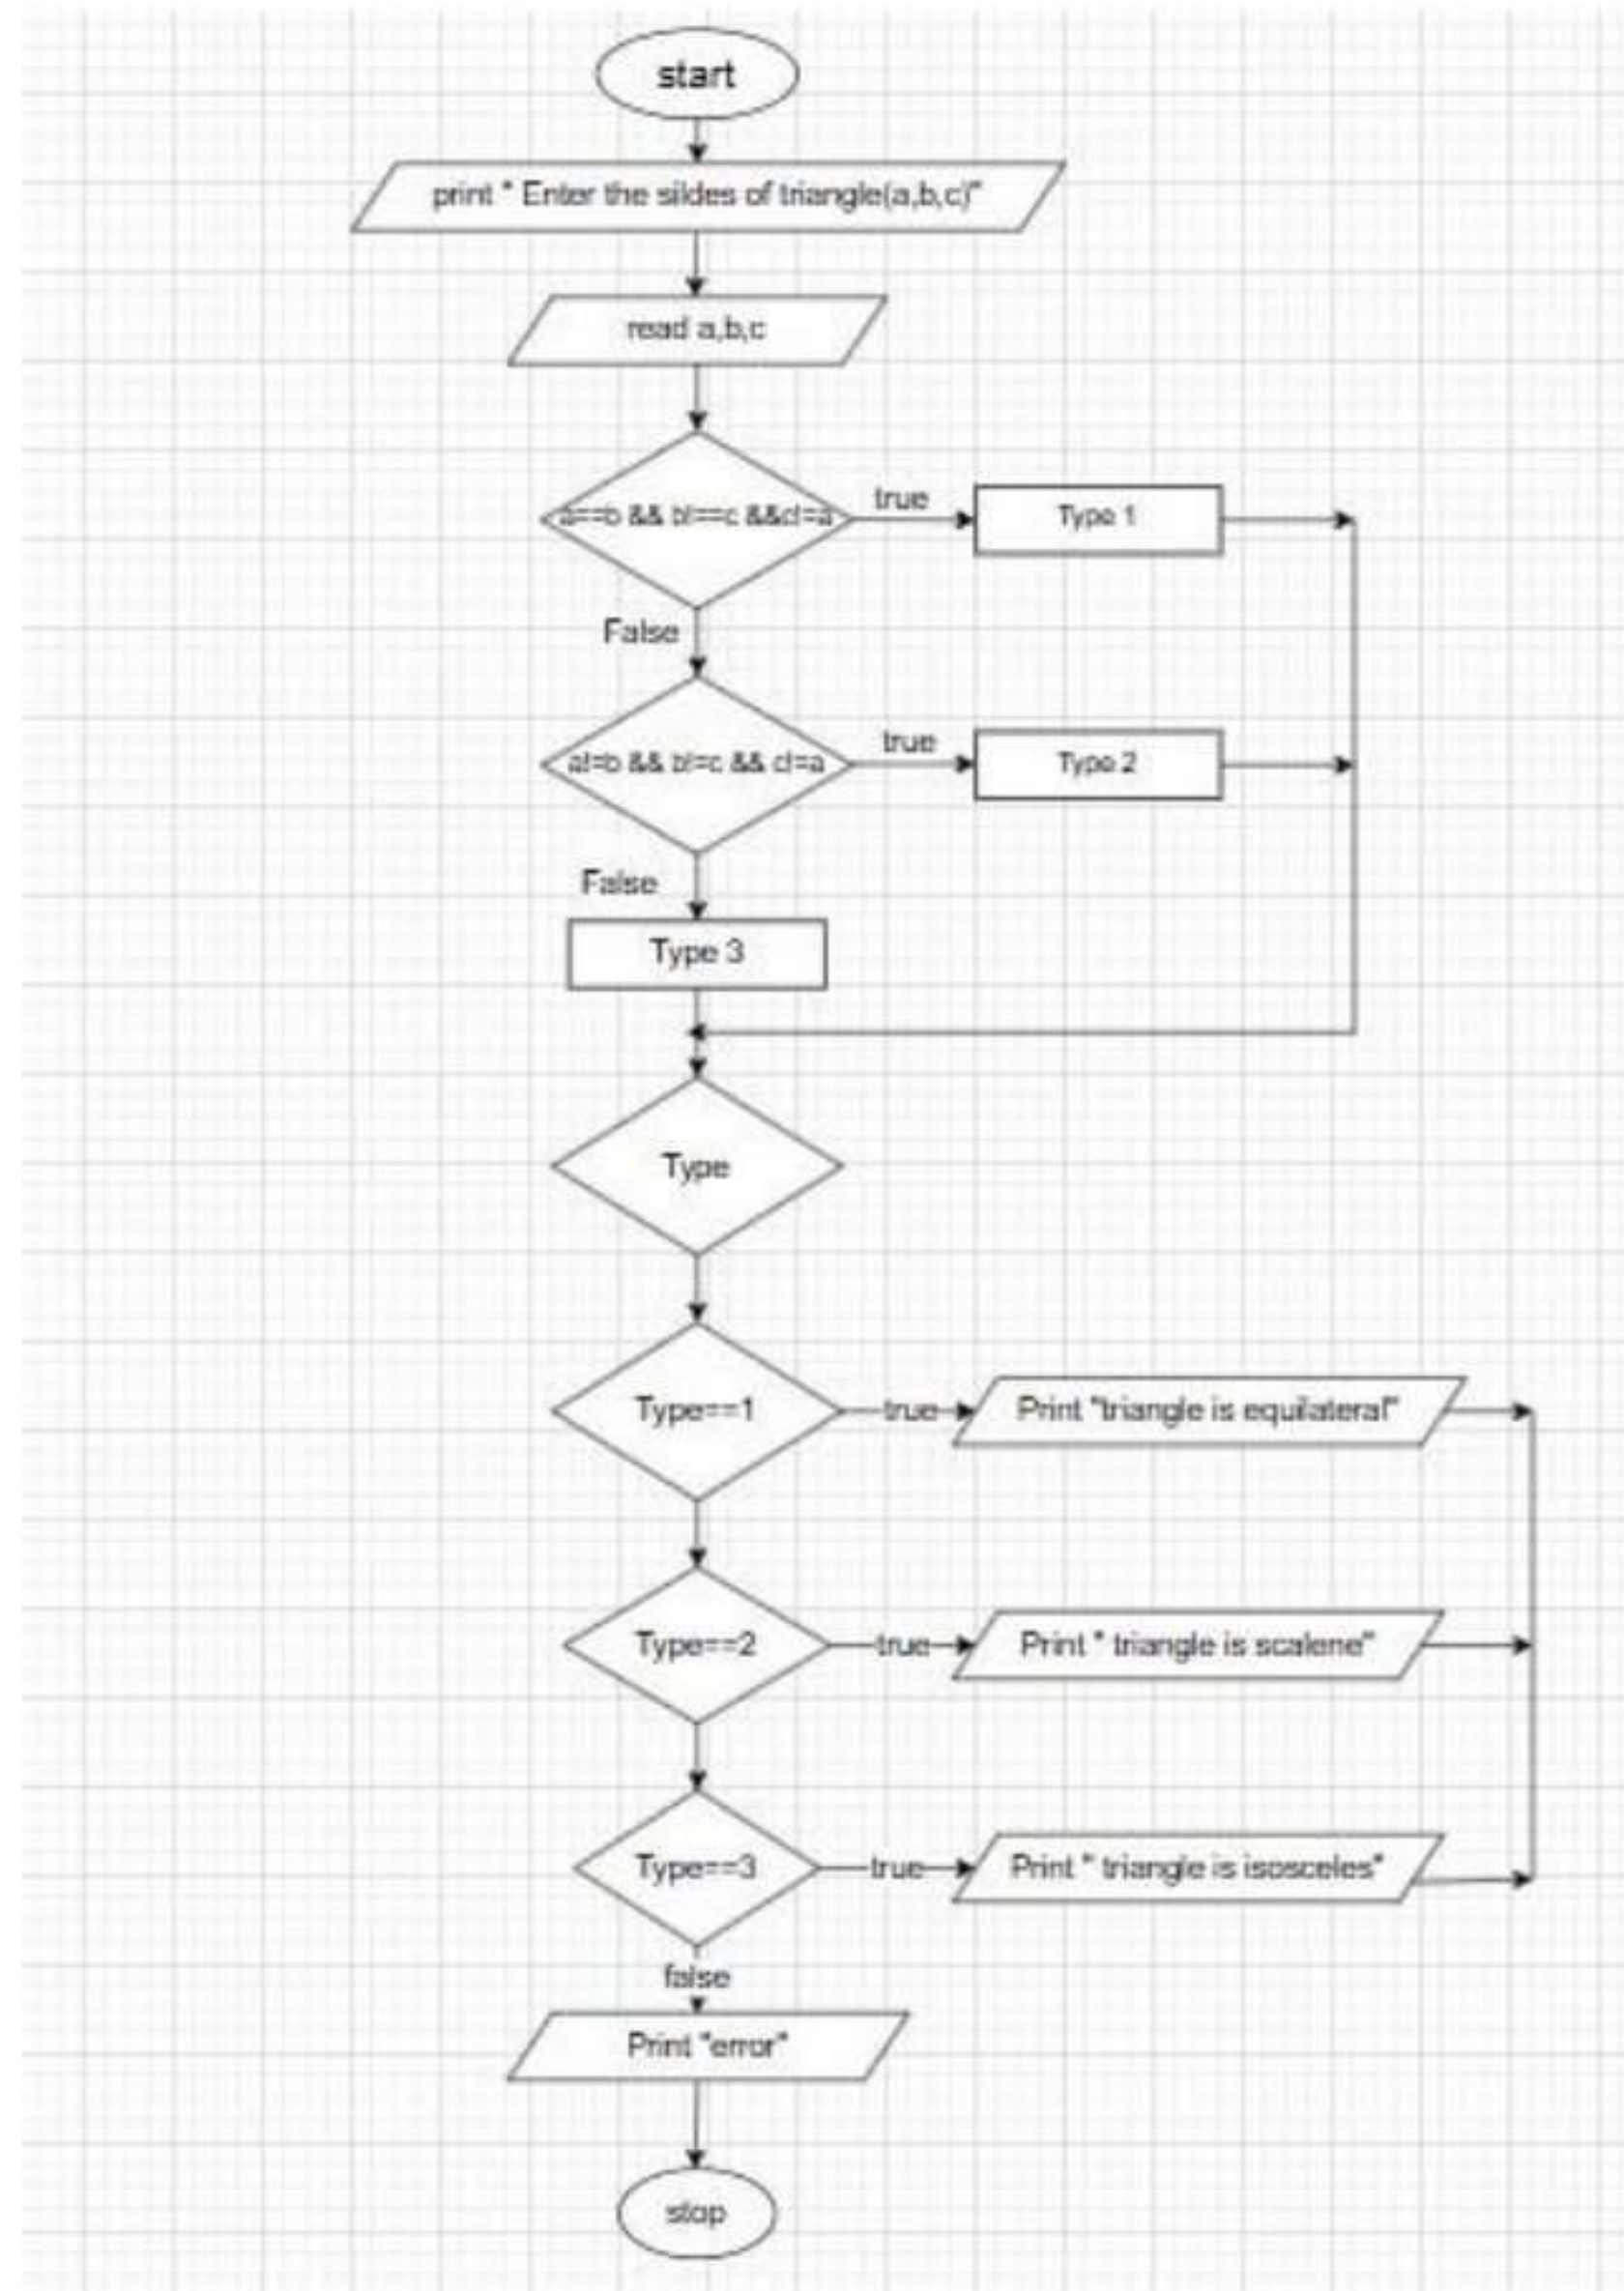 start
print " Enter the sildes of triangle(a,b,c)"
read a,b,c
a==b && b!==c &&c!=a
true
Type 1
False
a!=b && b!=c && c!=a
true
Type 2
False
Type 3
Type
Type==1
true
Print "triangle is equilateral"
Type==2
true
Print " triangle is scalene"
Type==3
true
Print " triangle is isosceles"
false
Print "error"
stop